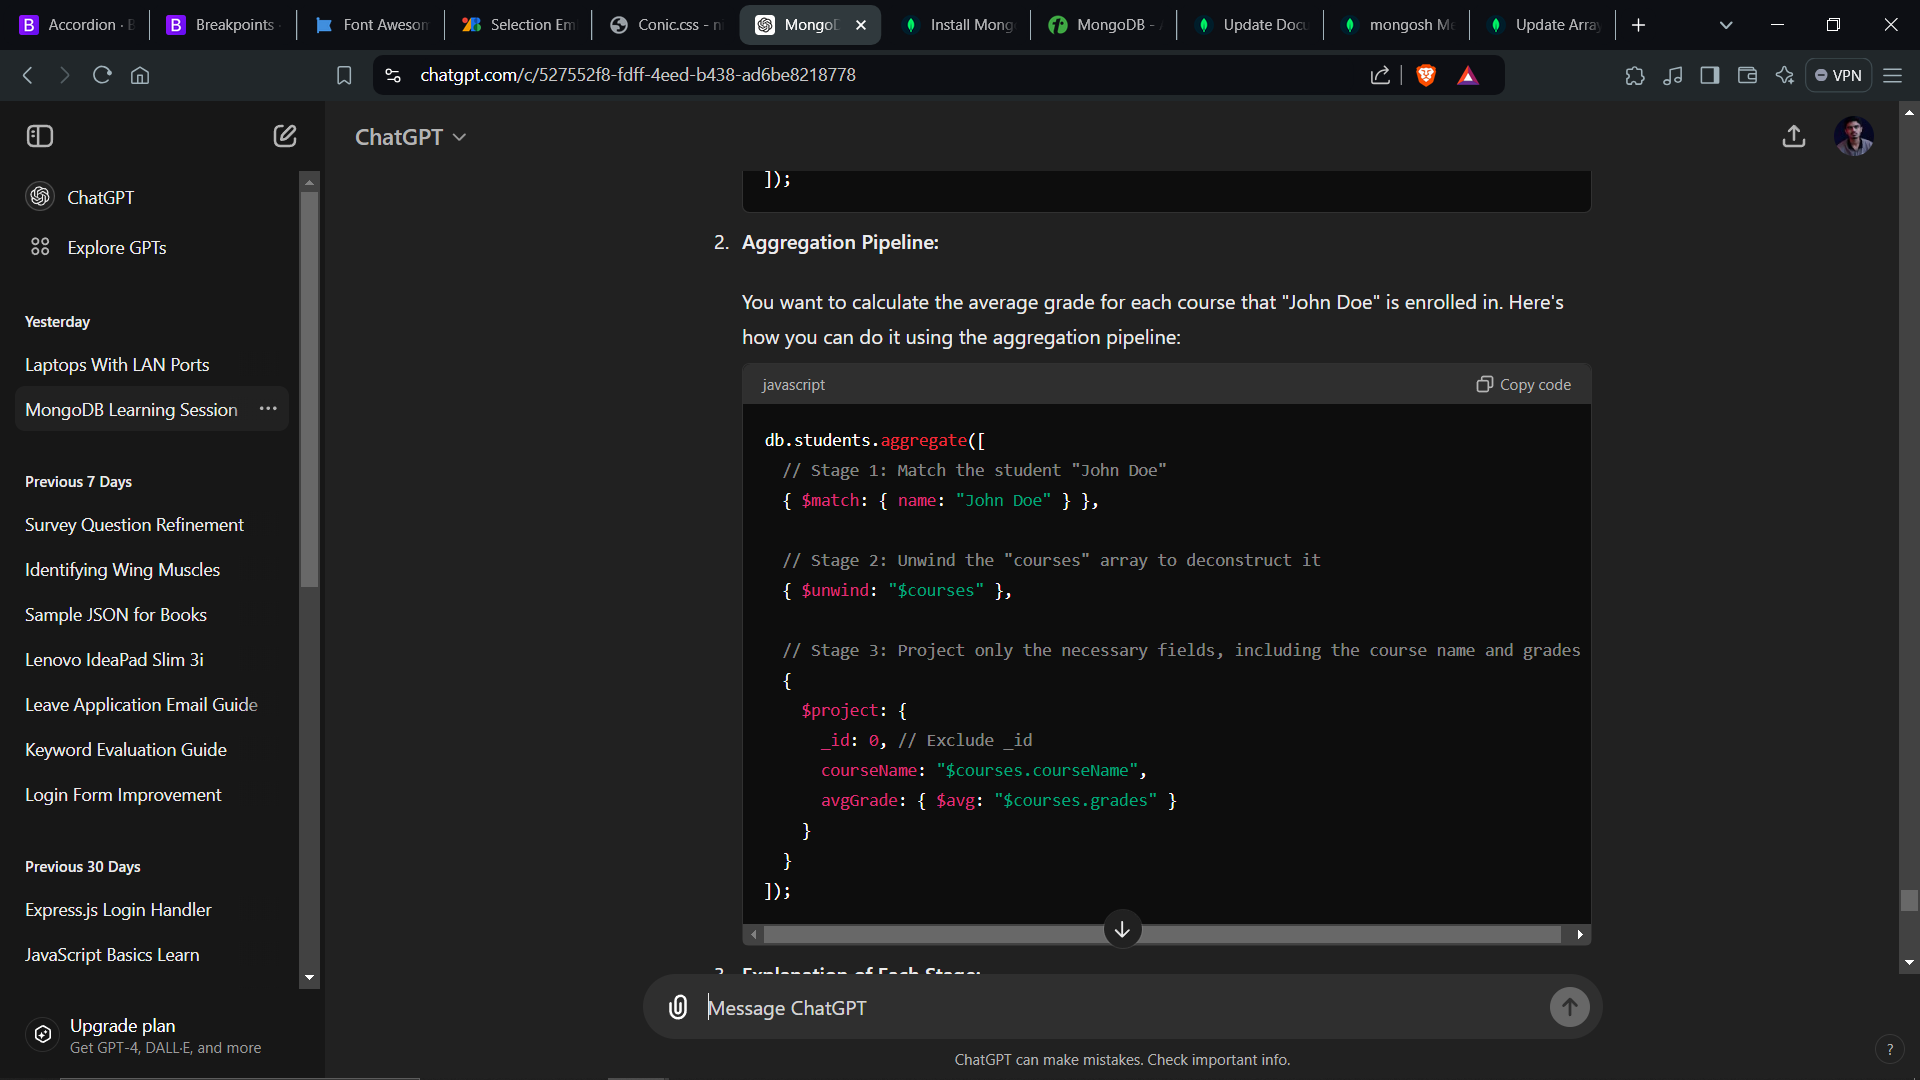 Accordion · B
Breakpoints ·
Font Awesom
Selection Em
Conic.css - n
MongoD
Install Mong
MongoDB - A
Update Docu
mongosh Me
Update Array
chatgpt.com/c/527552f8-fdff-4eed-b438-ad6be8218778
VPN
ChatGPT
ChatGPT
Explore GPTs
Yesterday
Laptops With LAN Ports
MongoDB Learning Session
Previous 7 Days
Survey Question Refinement
Identifying Wing Muscles
Sample JSON for Books
Lenovo IdeaPad Slim 3i
Leave Application Email Guide
Keyword Evaluation Guide
Login Form Improvement
Previous 30 Days
Express.js Login Handler
JavaScript Basics Learn
Upgrade plan
Get GPT-4, DALL·E, and more
]);
2. Aggregation Pipeline:
You want to calculate the average grade for each course that "John Doe" is enrolled in. Here's
how you can do it using the aggregation pipeline:
javascript
Copy code
db.students.aggregate([
// Stage 1: Match the student "John Doe"
{ $match: { name: "John Doe" } },
// Stage 2: Unwind the "courses" array to deconstruct it
{ $unwind: "$courses" },
// Stage 3: Project only the necessary fields, including the course name and grades
{
$project: {
_id: 0, // Exclude _id
courseName: "$courses.courseName",
avgGrade: { $avg: "$courses.grades" }
}
}
]);
3. Explanation of Each Stage:
Message ChatGPT
ChatGPT can make mistakes. Check important info.
?